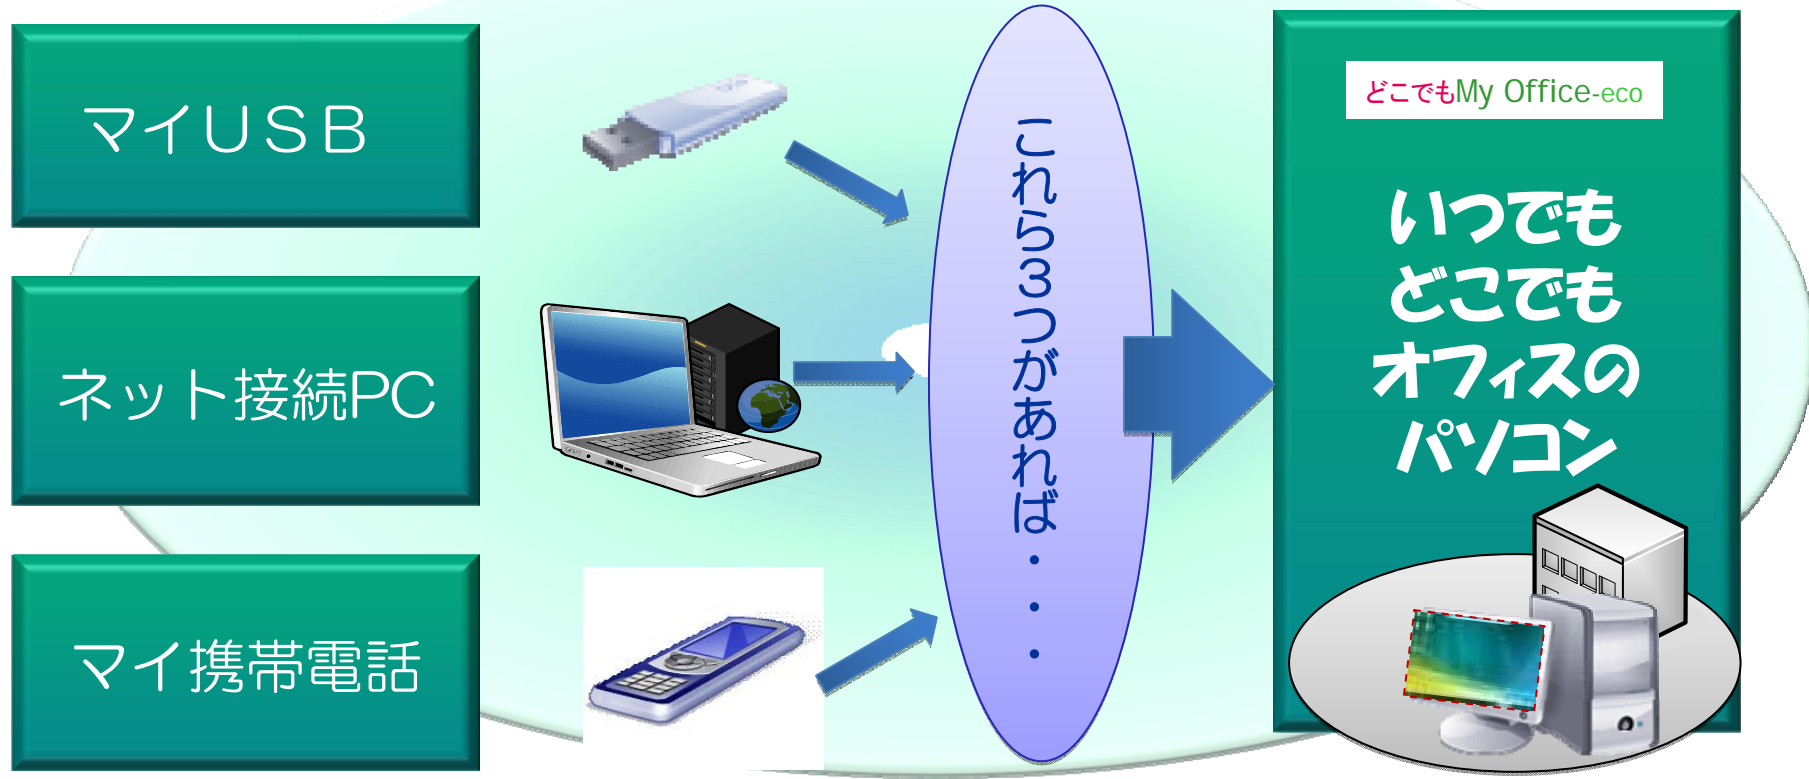 マイＵＳＢ
ネット接続PC
マイ携帯電話
これら３つがあれば・・・
どこでもMy Office-eco
いつでも
どこでも
オフィスの
パソコン